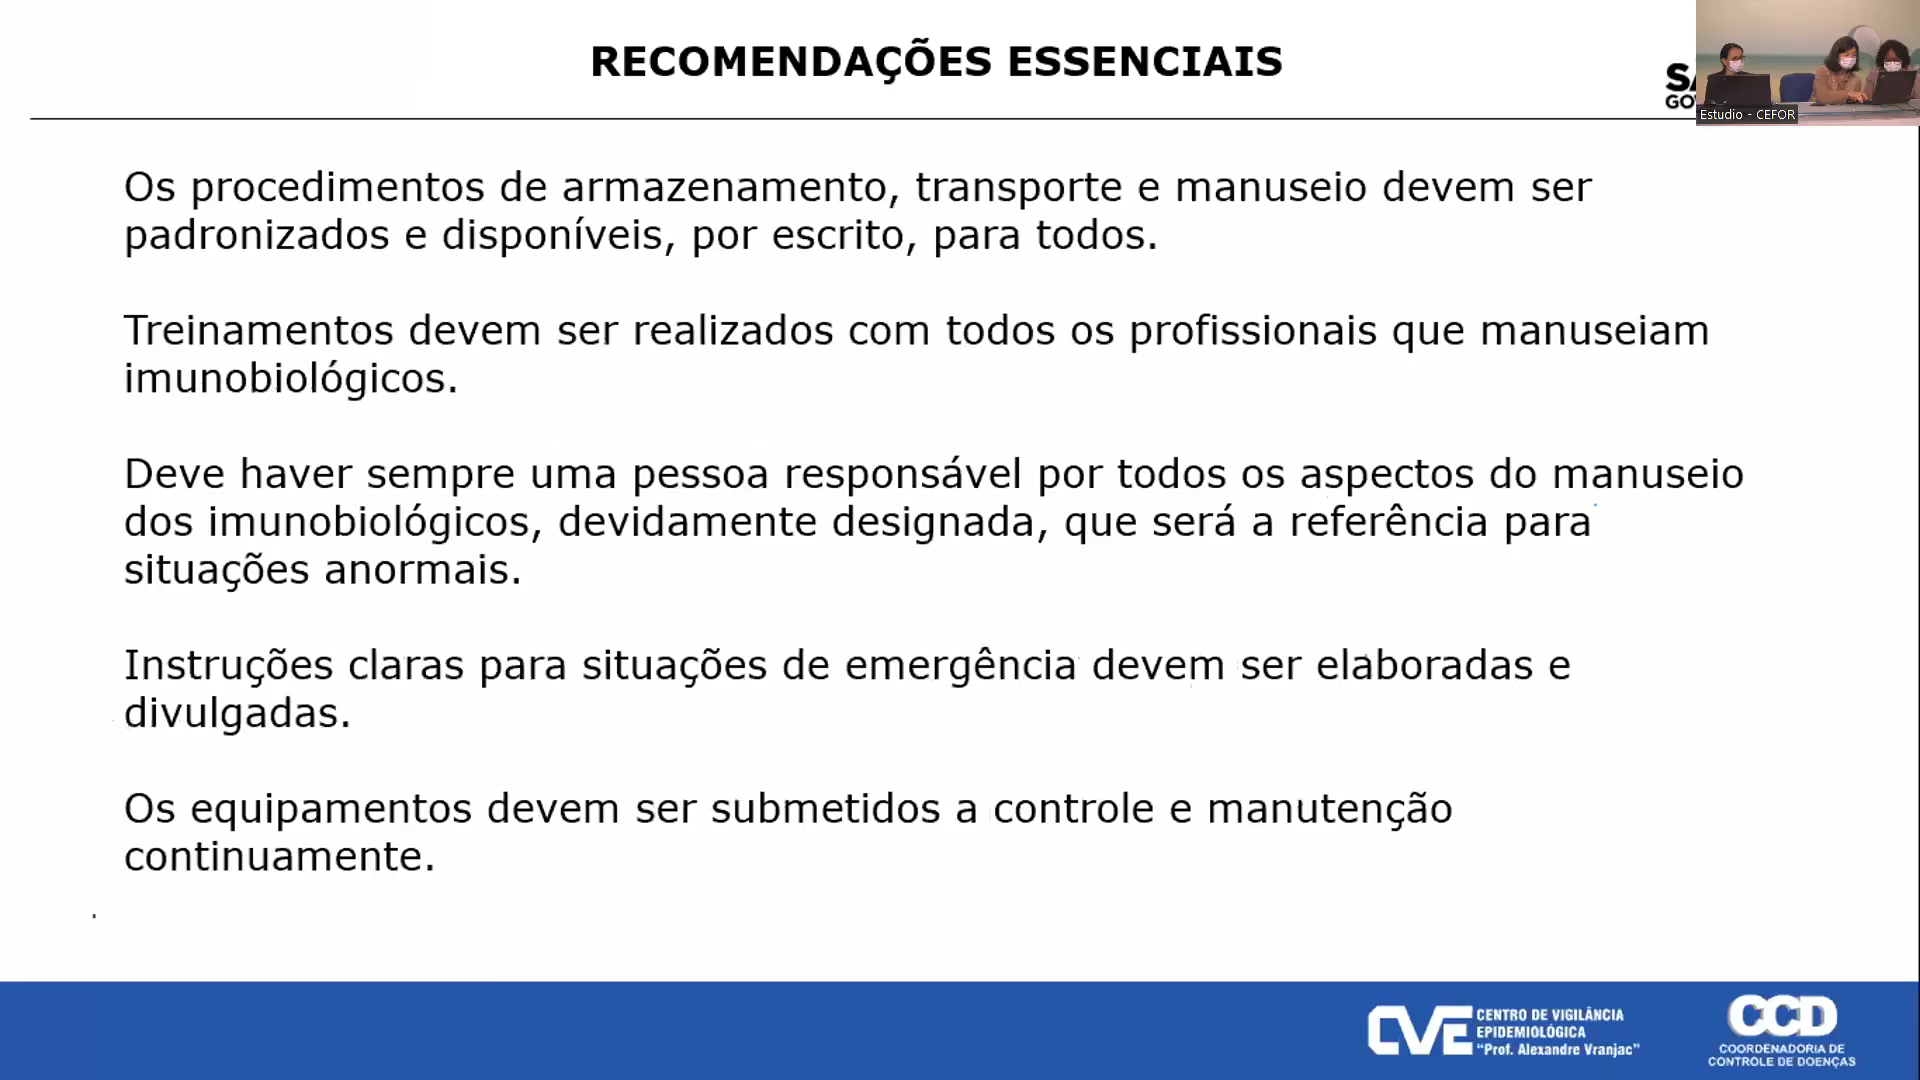 RECOMENDAÇÕES ESSENCIAIS
Estudio - CEFOR
Os procedimentos de armazenamento, transporte e manuseio devem ser
padronizados e disponíveis, por escrito, para todos.
Treinamentos devem ser realizados com todos os profissionais que manuseiam
imunobiológicos.
Deve haver sempre uma pessoa responsável por todos os aspectos do manuseio
dos imunobiológicos, devidamente designada, que será a referência para
situações anormais.
Instruções claras para situações de emergência devem ser elaboradas e
divulgadas.
Os equipamentos devem ser submetidos a controle e manutenção
continuamente.
CVE CENTRO DE VIGILÂNCIA
EPIDEMIOLÓGICA
"Prof. Alexandre Vranjac"
CCD
COORDENADORIA DE
CONTROLE DE DOENÇAS